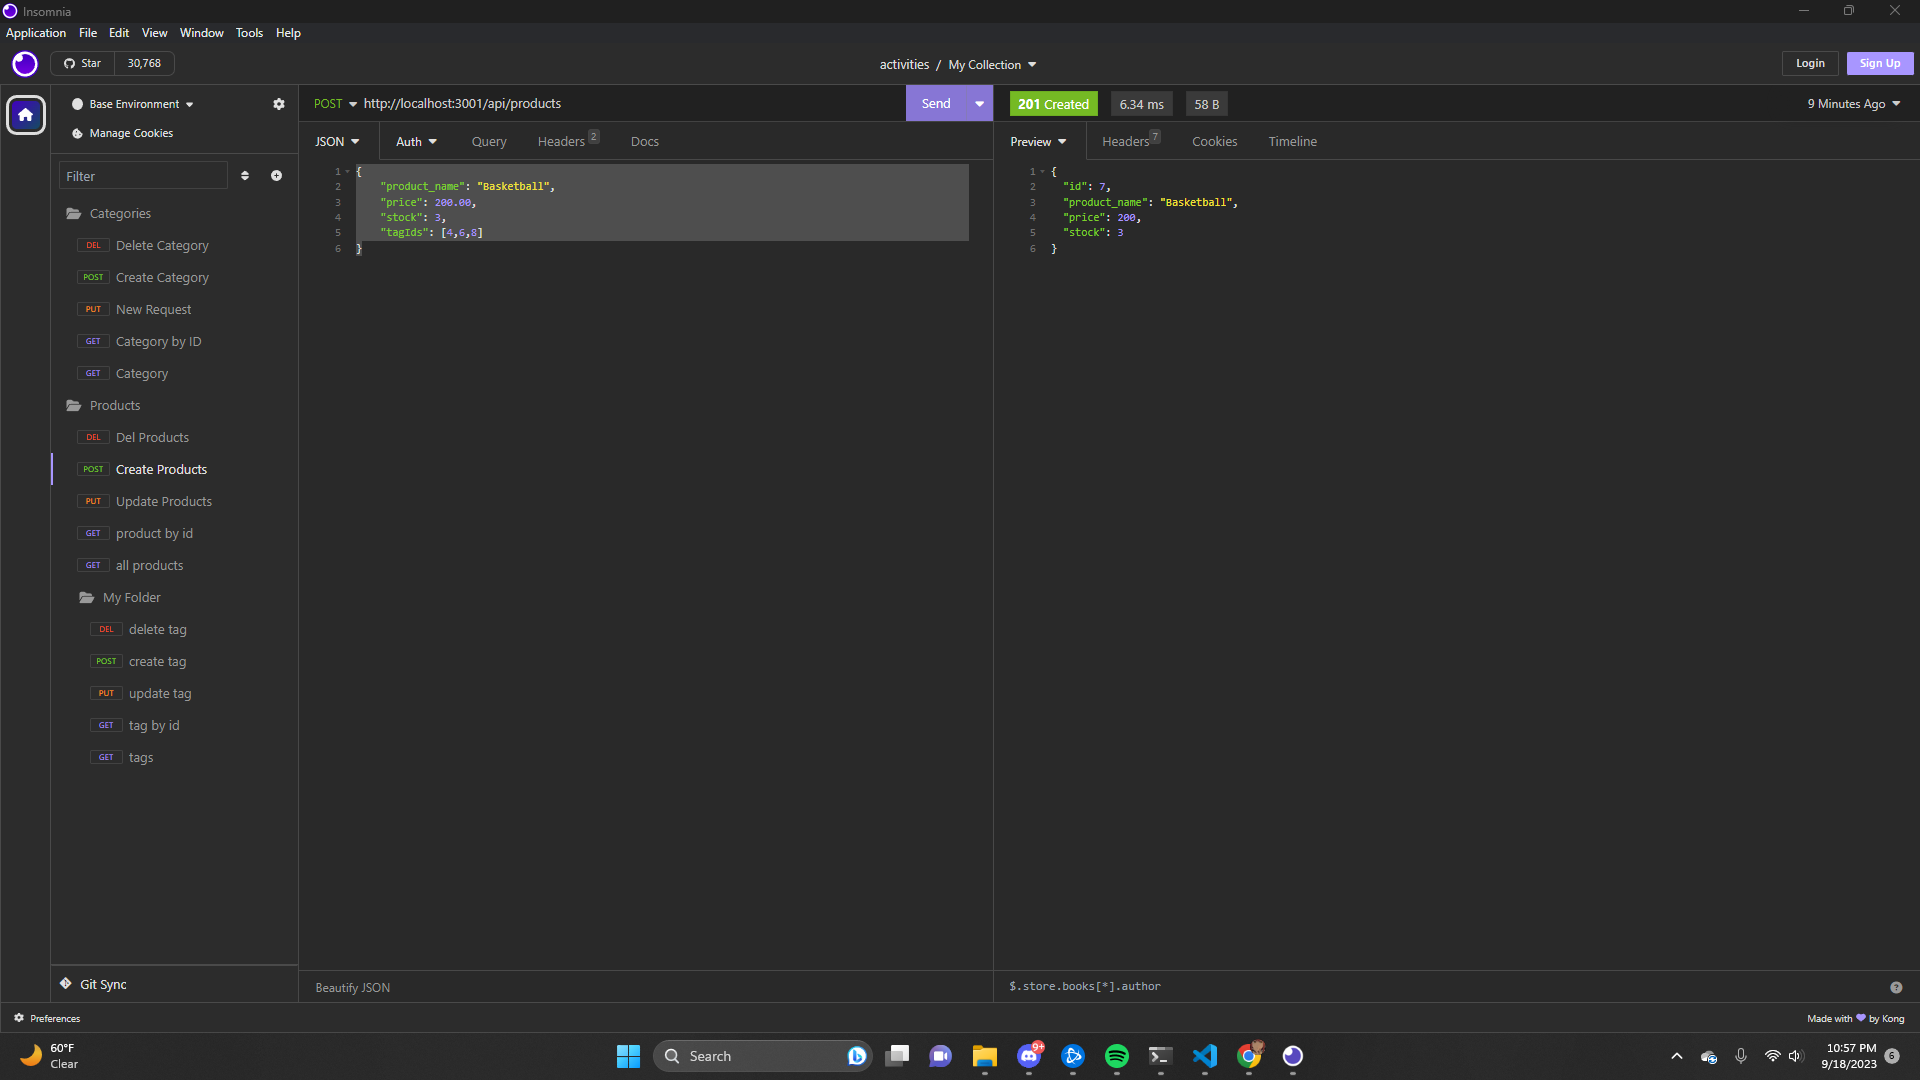 Insomnia
Application File Edit View Window Tools Help
Star 30,768
activities / My Collection
Login Sign Up
Base Environment
Manage Cookies
Filter
Categories
DEL Delete Category
POST Create Category
PUT New Request
GET Category by ID
GET Category
Products
DEL Del Products
POST Create Products
PUT Update Products
GET product by id
GET all products
My Folder
DEL delete tag
POST create tag
PUT update tag
GET tag by id
GET tags
Git Sync
POST http://localhost:3001/api/products
Send
JSON Auth Query Headers 2 Docs
1 {
2 "product_name": "Basketball",
3 "price": 200.00,
4 "stock": 3,
5 "tagIds": [4,6,8]
6 }
Beautify JSON
201 Created 6.34 ms 58 B
9 Minutes Ago
Preview Headers 7 Cookies Timeline
1 {
2 "id": 7,
3 "product_name": "Basketball",
4 "price": 200,
5 "stock": 3
6 }
$.store.books[*].author
?
Preferences
Made with by Kong
60°F
Clear
Search
9+
10:57 PM
9/18/2023
6